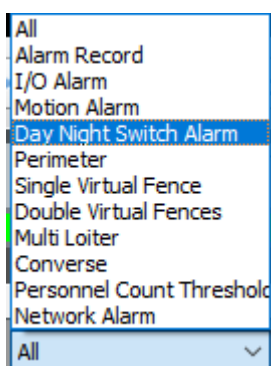 All
Alarm Record
I/O Alarm
Motion Alarm
Day Night Switch Alarm
Perimeter
Single Virtual Fence
Double Virtual Fences
Multi Loiter
Converse
Personnel Count Threshold
Network Alarm
All